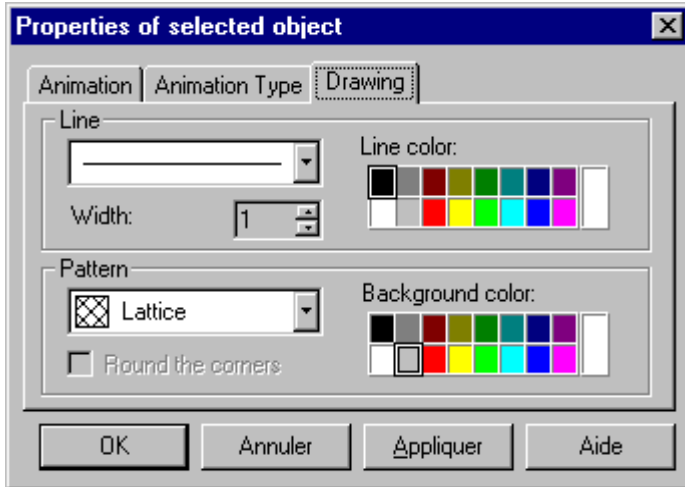 Properties of selected object
Animation Animation Type Drawing
Line
Line color:
Width: 1
Pattern
Lattice
Background color:
Round the corners
OK Annuler Appliquer Aide